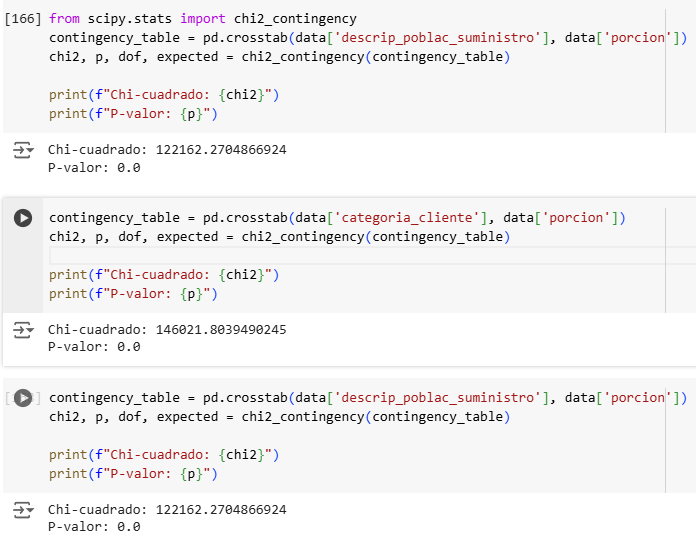 [166] from scipy.stats import chi2_contingency
contingency_table = pd.crosstab(data['descrip_poblac_suministro'], data['porcion'])
chi2, p, dof, expected = chi2_contingency(contingency_table)
print(f"Chi-cuadrado: {chi2}")
print(f"P-valor: {p}")
Chi-cuadrado: 122162.2704866924
P-valor: 0.0
contingency_table = pd.crosstab(data['categoria_cliente'], data['porcion'])
chi2, p, dof, expected = chi2_contingency(contingency_table)
print(f"Chi-cuadrado: {chi2}")
print(f"P-valor: {p}")
Chi-cuadrado: 146021.8039490245
P-valor: 0.0
contingency_table = pd.crosstab(data['descrip_poblac_suministro'], data['porcion'])
chi2, p, dof, expected = chi2_contingency(contingency_table)
print(f"Chi-cuadrado: {chi2}")
print(f"P-valor: {p}")
Chi-cuadrado: 122162.2704866924
P-valor: 0.0